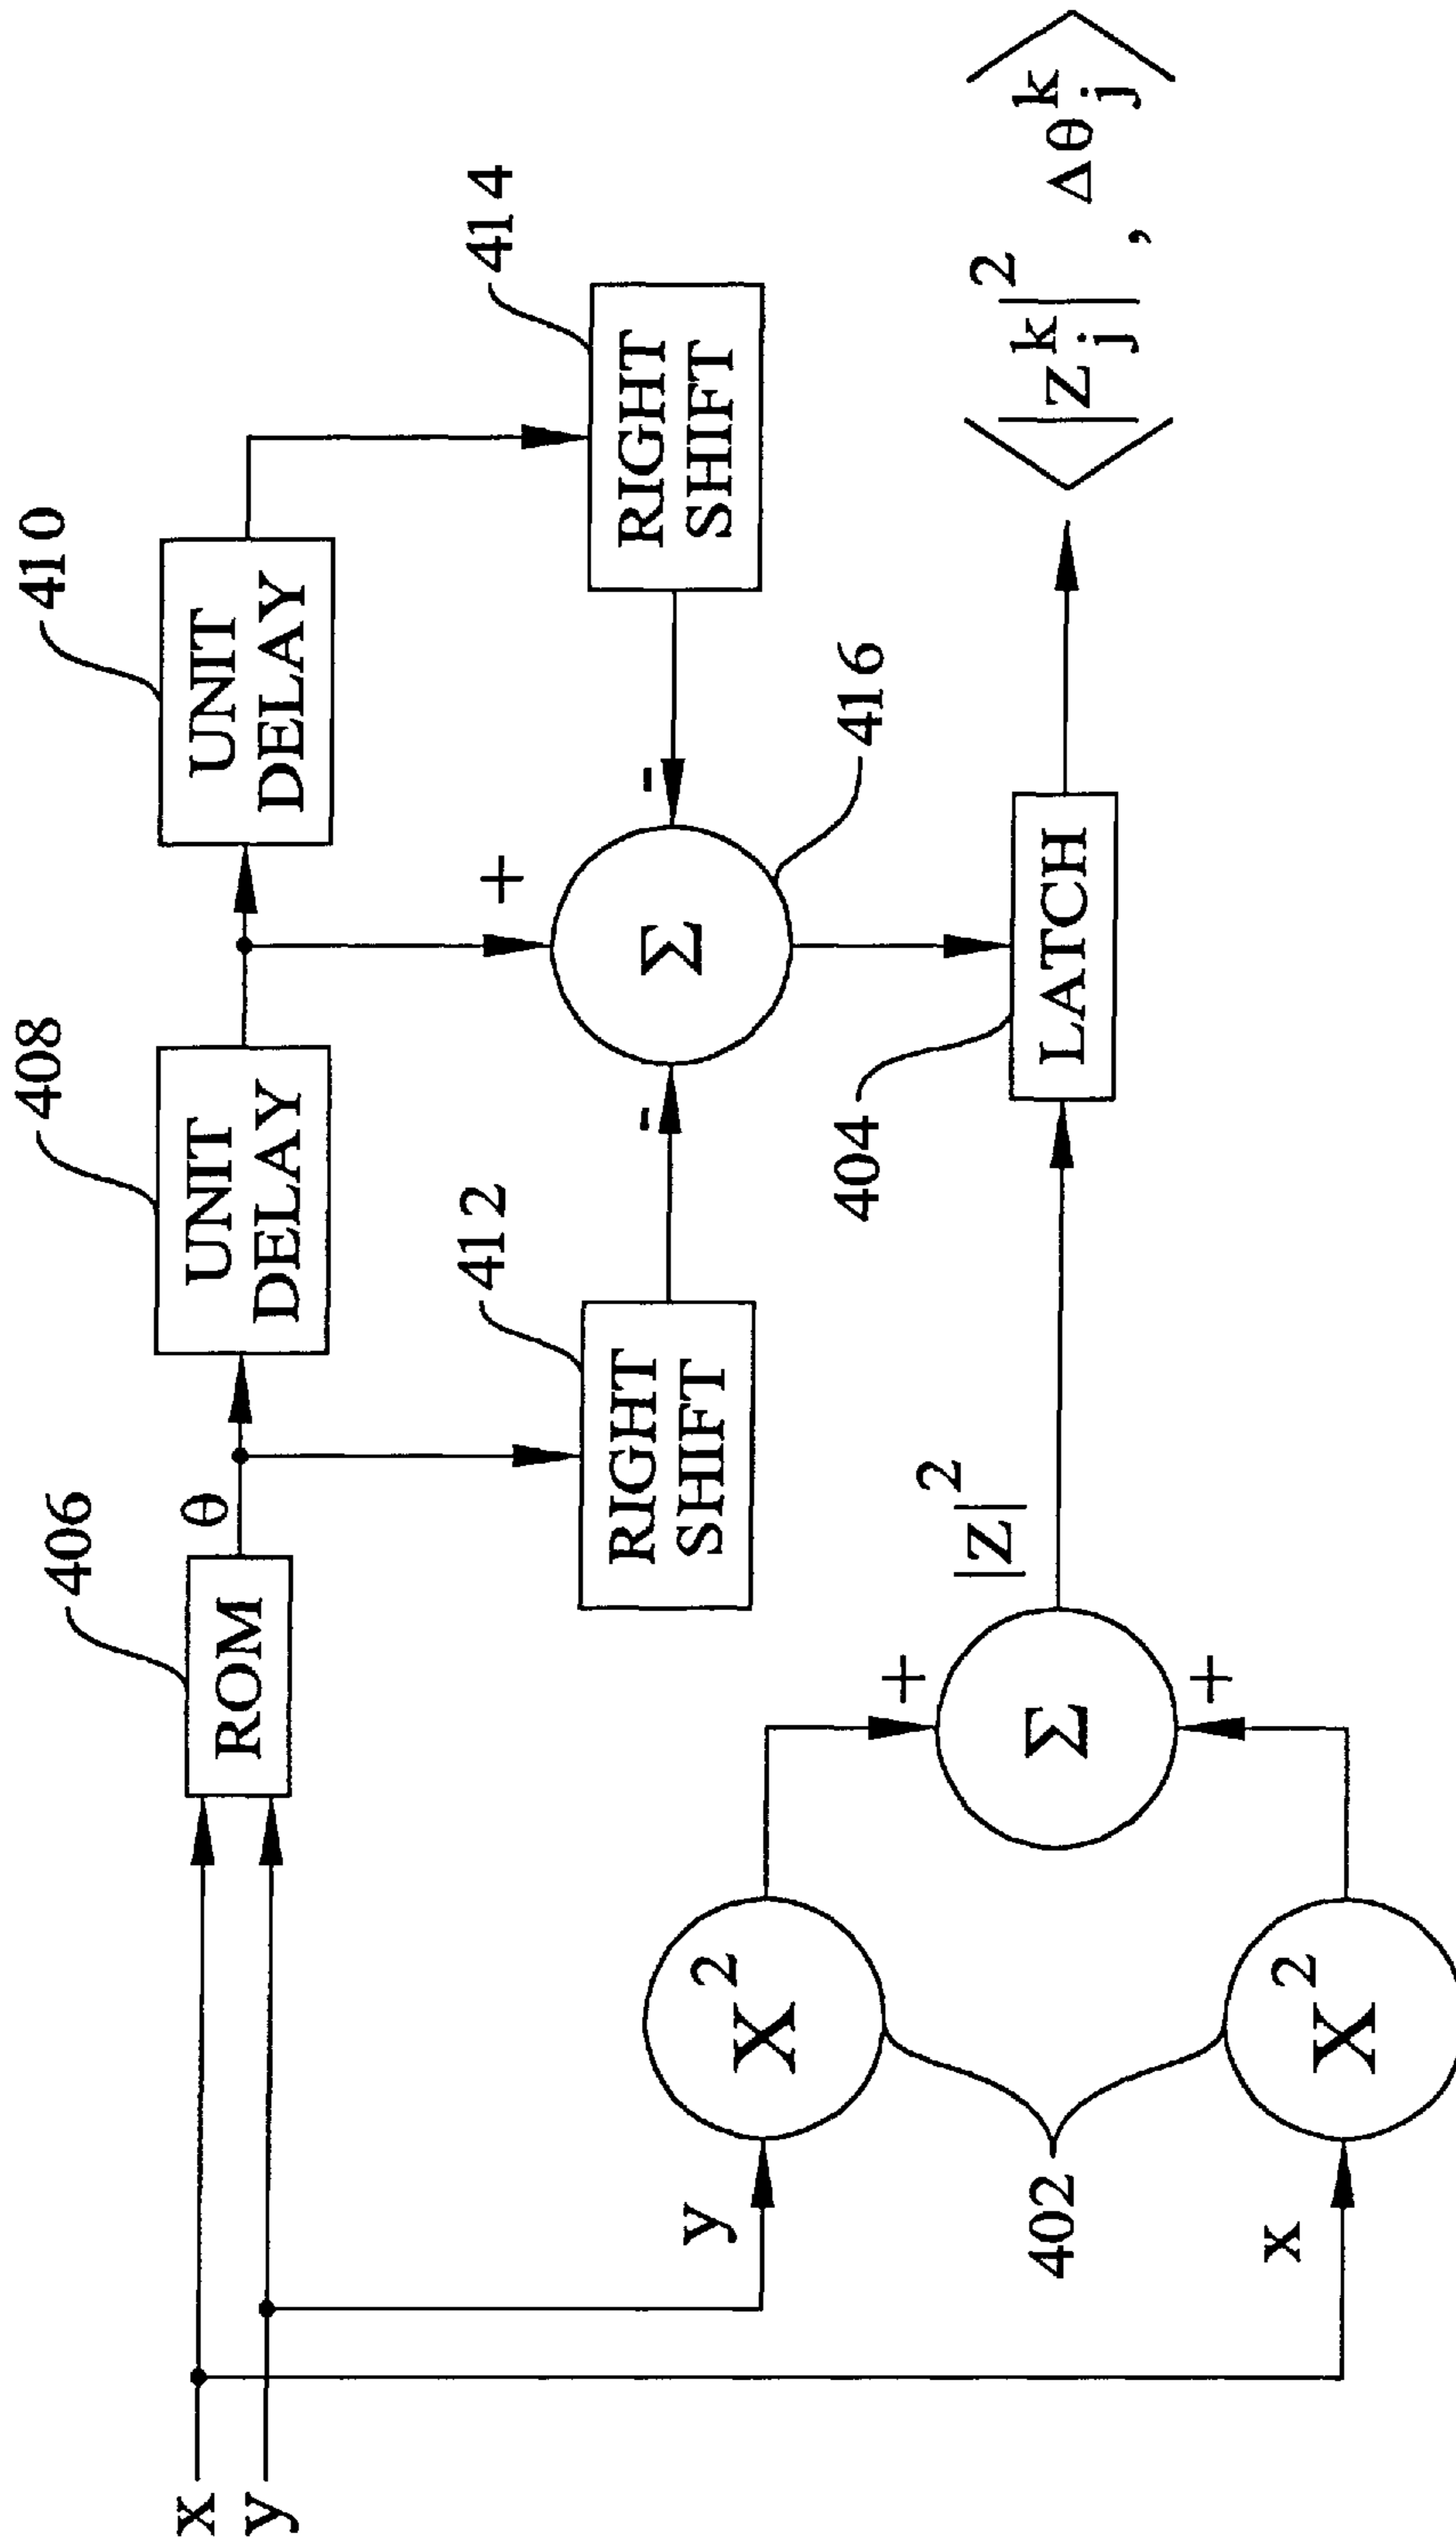 408
410
406
UNIT
DELAY
UNIT
DELAY
x
y
ROM
θ
412
414
RIGHT
SHIFT
-
+
-
RIGHT
SHIFT
Σ
416
y
X²
+
404
402
Σ
|Z|²
LATCH
⟨|Z_j^k|², Δθ_j^k⟩
x
X²
+